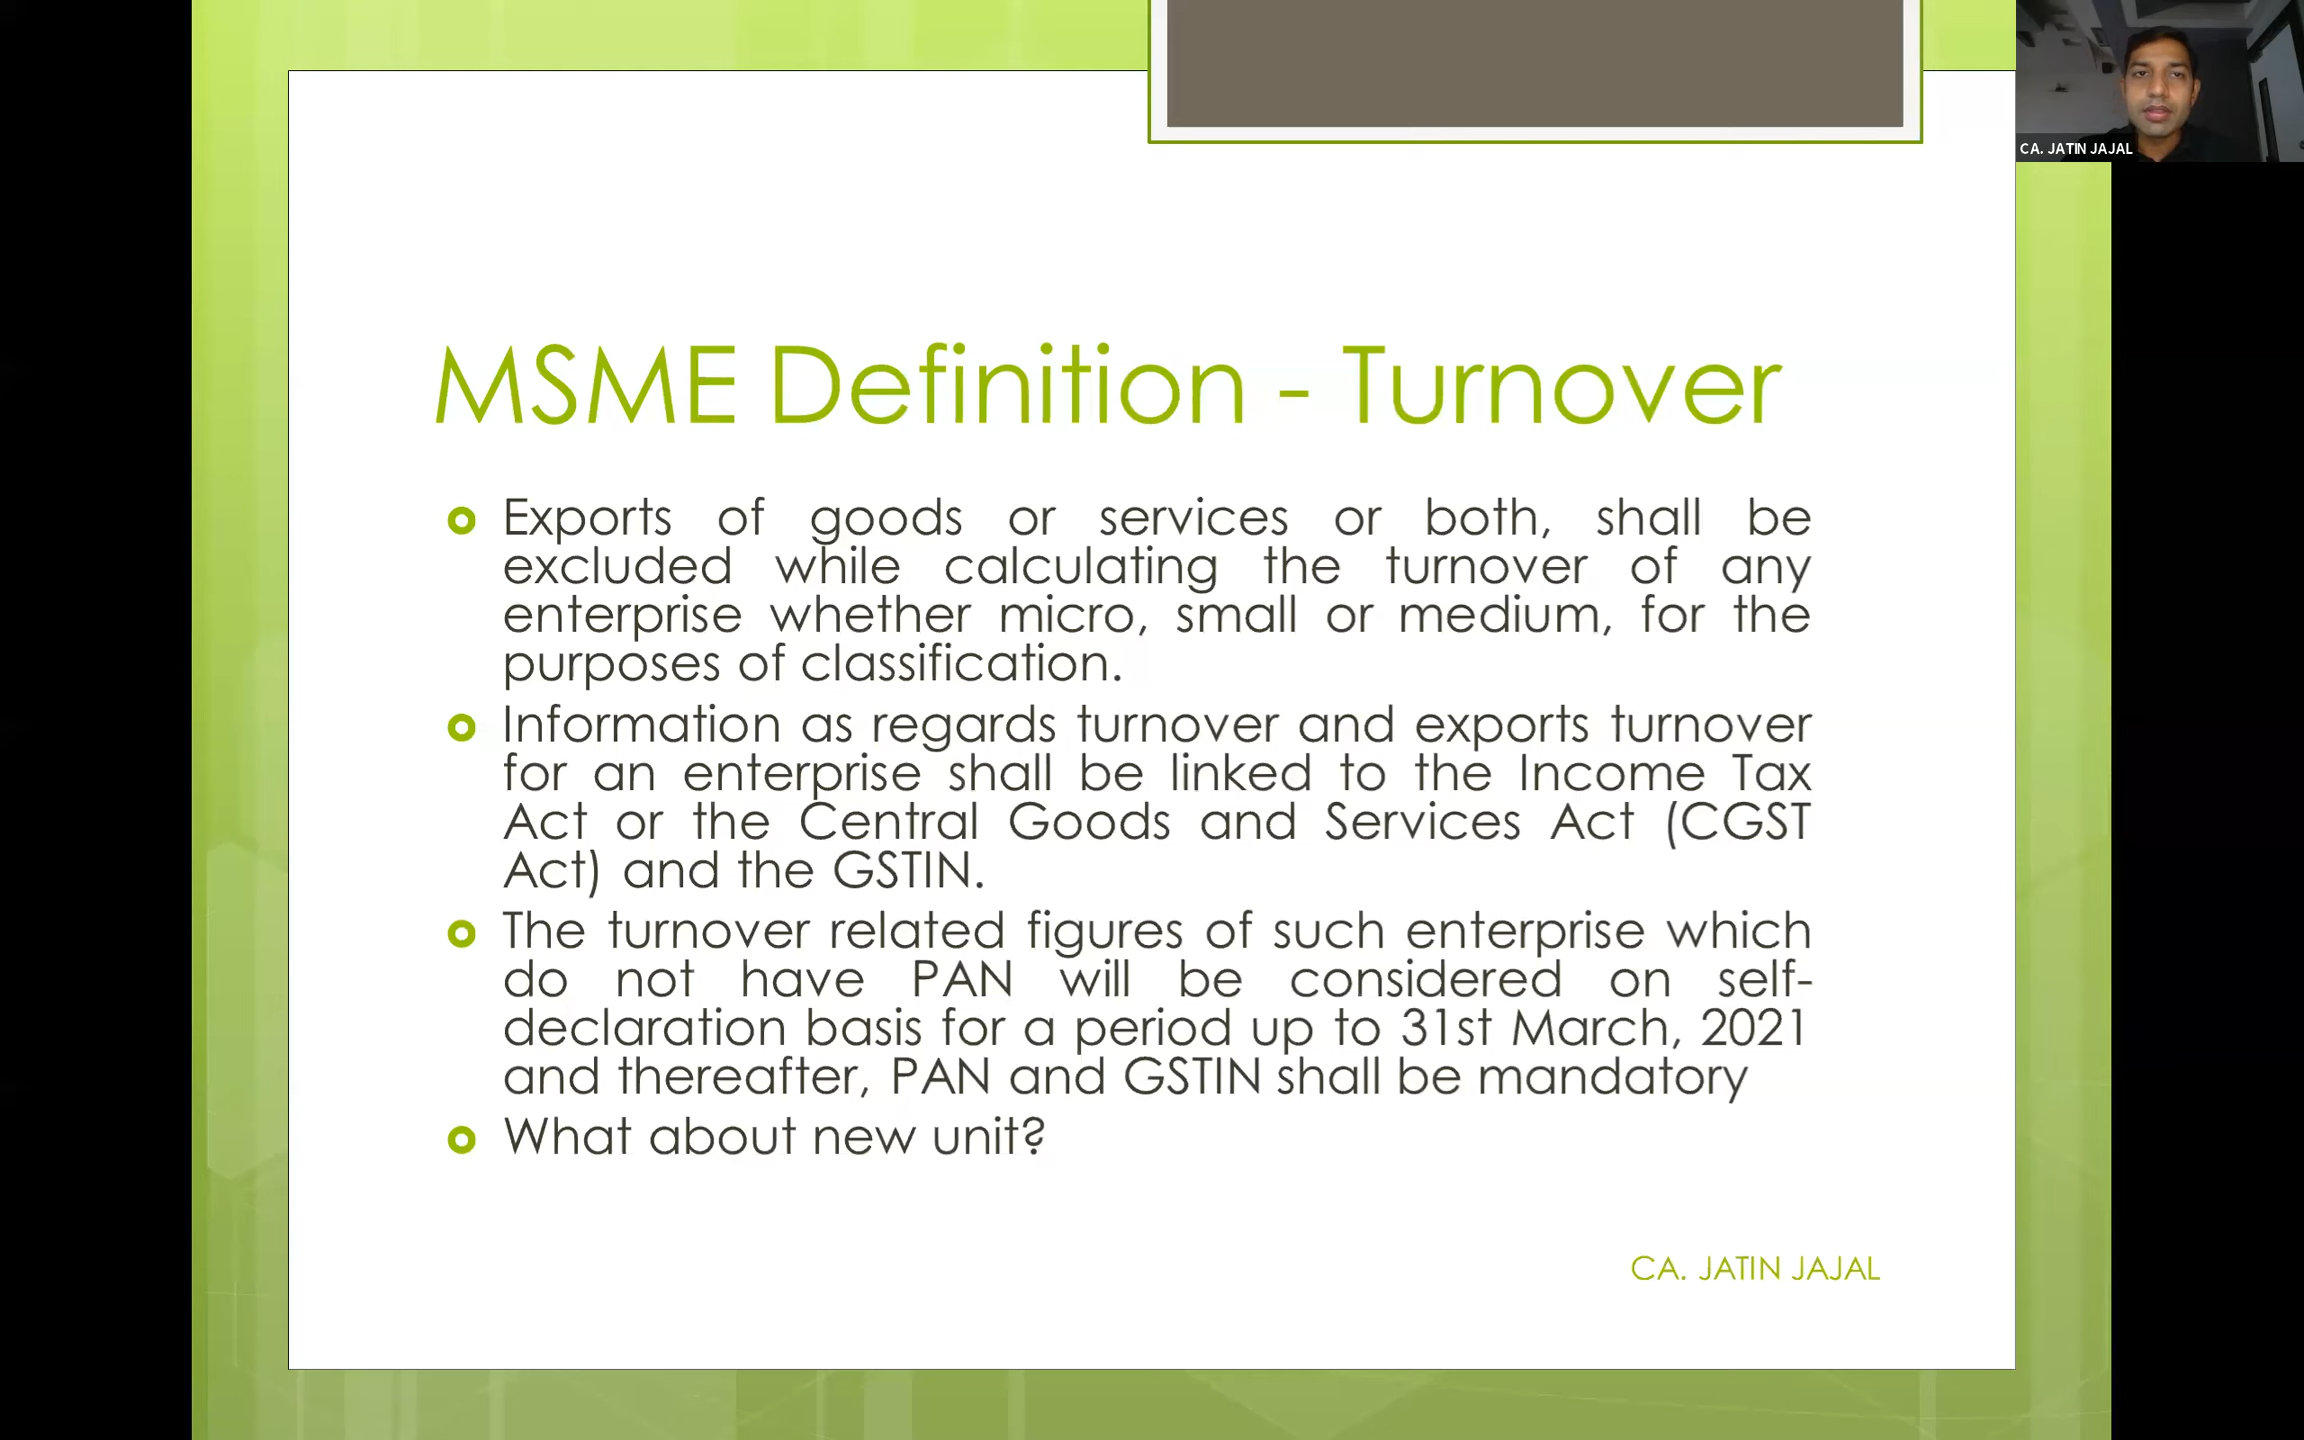 CA. JATIN JAJAL
MSME Definition - Turnover
Exports of goods or services or both, shall be
excluded while calculating the turnover of any
enterprise whether micro, small or medium, for the
purposes of classification.
Information as regards turnover and exports turnover
for an enterprise shall be linked to the Income Tax
Act or the Central Goods and Services Act (CGST
Act) and the GSTIN.
The turnover related figures of such enterprise which
do not have PAN will be considered on self-
declaration basis for a period up to 31st March, 2021
and thereafter, PAN and GSTIN shall be mandatory
What about new unit?
CA. JATIN JAJAL